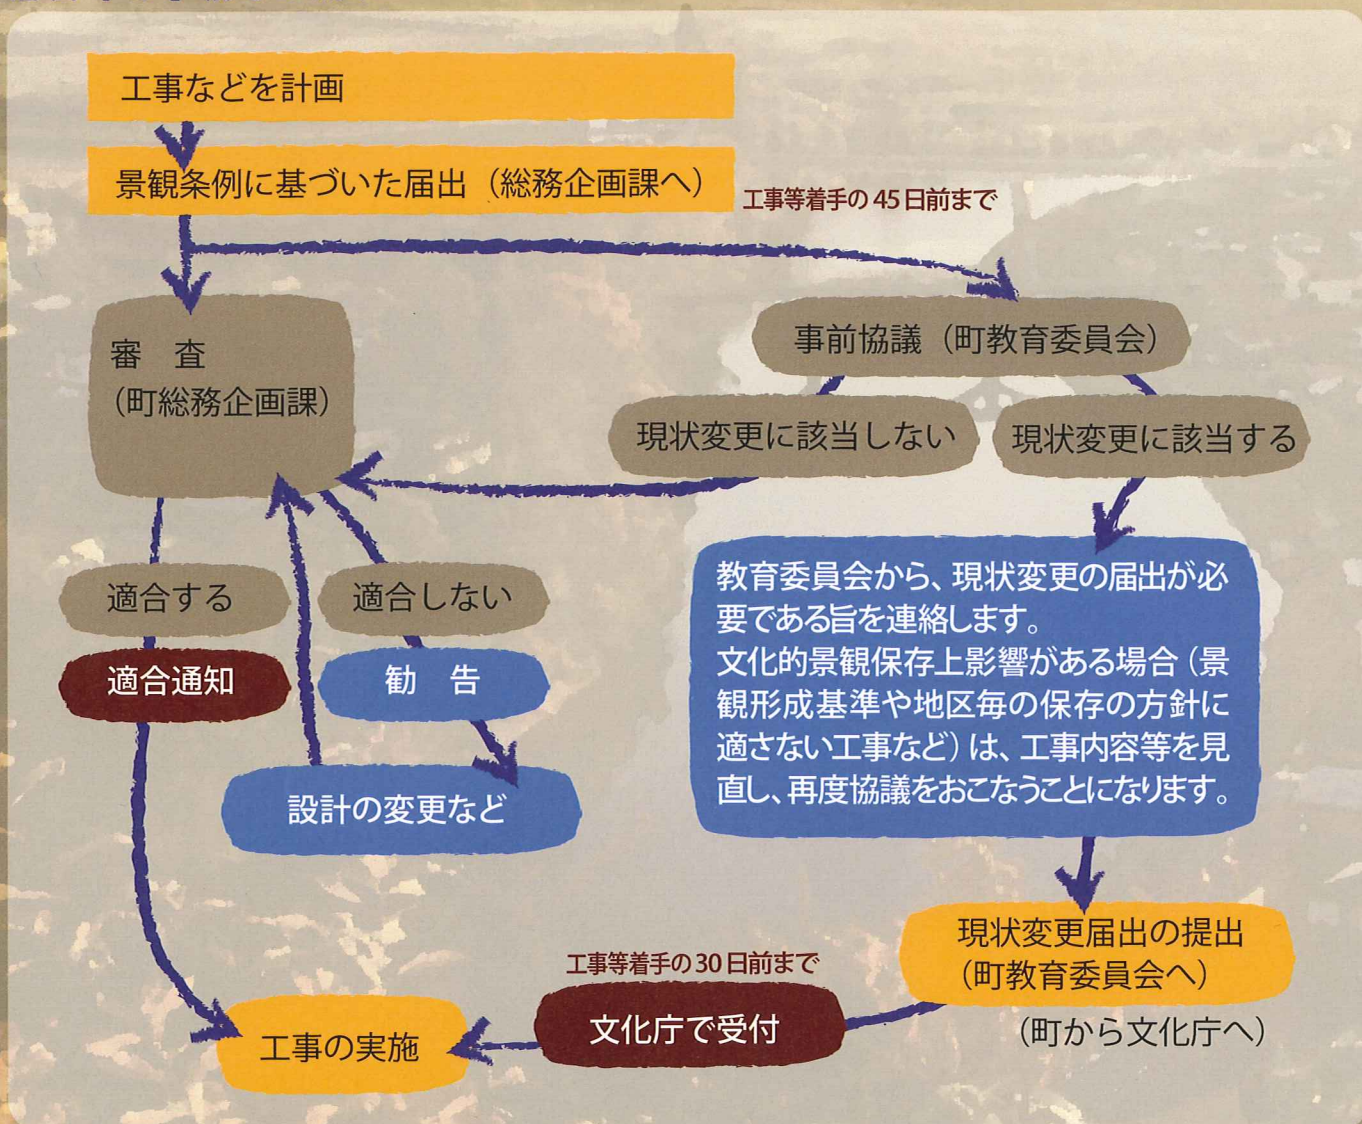 工事などを計画
景観条例に基づいた届出（総務企画課へ）
工事等着手の 45 日前まで
審　査
（町総務企画課）
事前協議（町教育委員会）
現状変更に該当しない
現状変更に該当する
教育委員会から、現状変更の届出が必
要である旨を連絡します。
文化的景観保存上影響がある場合（景
観形成基準や地区毎の保存の方針に
適さない工事など）は、工事内容等を見
直し、再度協議をおこなうことになります。
適合する
適合しない
適合通知
勧　告
設計の変更など
現状変更届出の提出
（町教育委員会へ）
（町から文化庁へ）
工事等着手の 30 日前まで
文化庁で受付
工事の実施